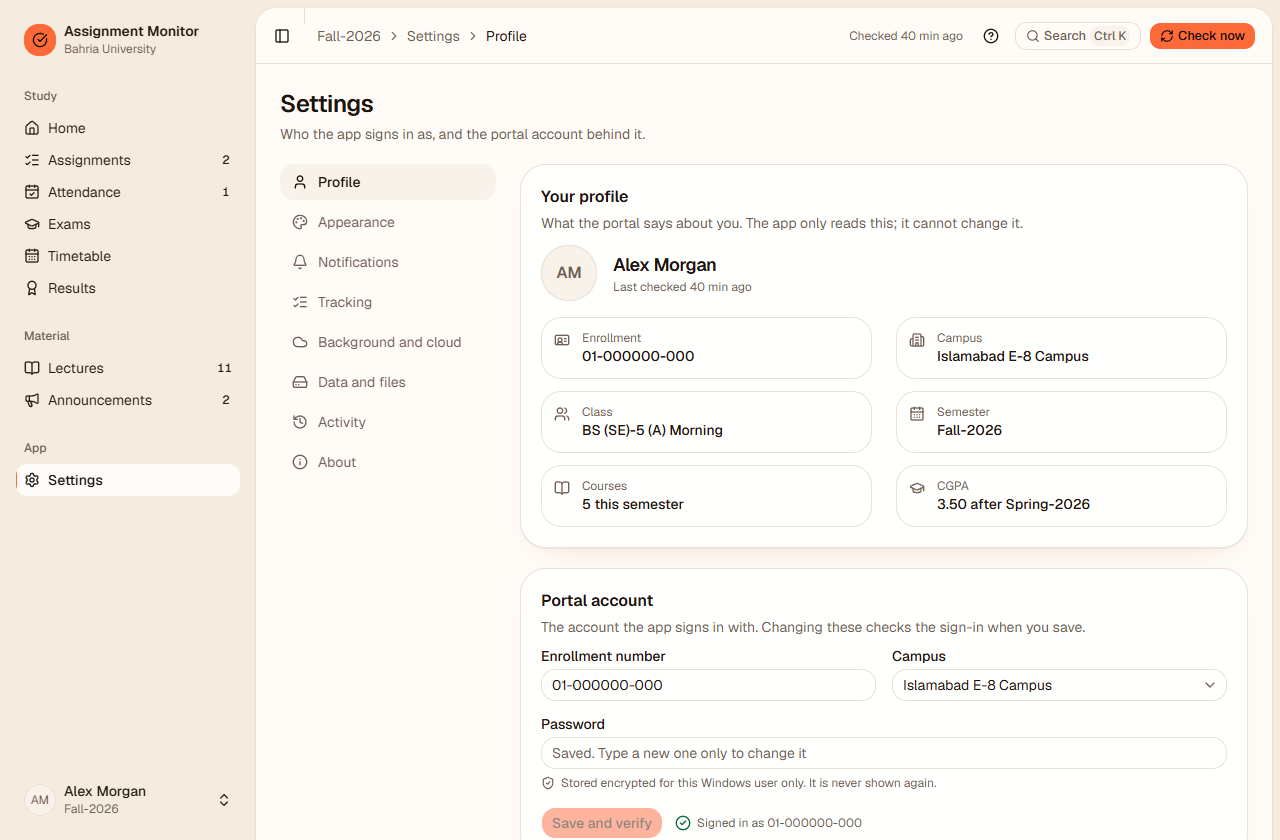 Assignment Monitor
Bahria University
Study
Home
Assignments 2
Attendance 1
Exams
Timetable
Results
Material
Lectures 11
Announcements 2
App
Settings
AM
Alex Morgan
Fall-2026
Fall-2026 > Settings > Profile
Checked 40 min ago
Search Ctrl K
Check now
Settings
Who the app signs in as, and the portal account behind it.
Profile
Appearance
Notifications
Tracking
Background and cloud
Data and files
Activity
About
Your profile
What the portal says about you. The app only reads this; it cannot change it.
AM
Alex Morgan
Last checked 40 min ago
Enrollment
01-000000-000
Campus
Islamabad E-8 Campus
Class
BS (SE)-5 (A) Morning
Semester
Fall-2026
Courses
5 this semester
CGPA
3.50 after Spring-2026
Portal account
The account the app signs in with. Changing these checks the sign-in when you save.
Enrollment number
01-000000-000
Campus
Islamabad E-8 Campus
Password
Saved. Type a new one only to change it
Stored encrypted for this Windows user only. It is never shown again.
Save and verify
Signed in as 01-000000-000